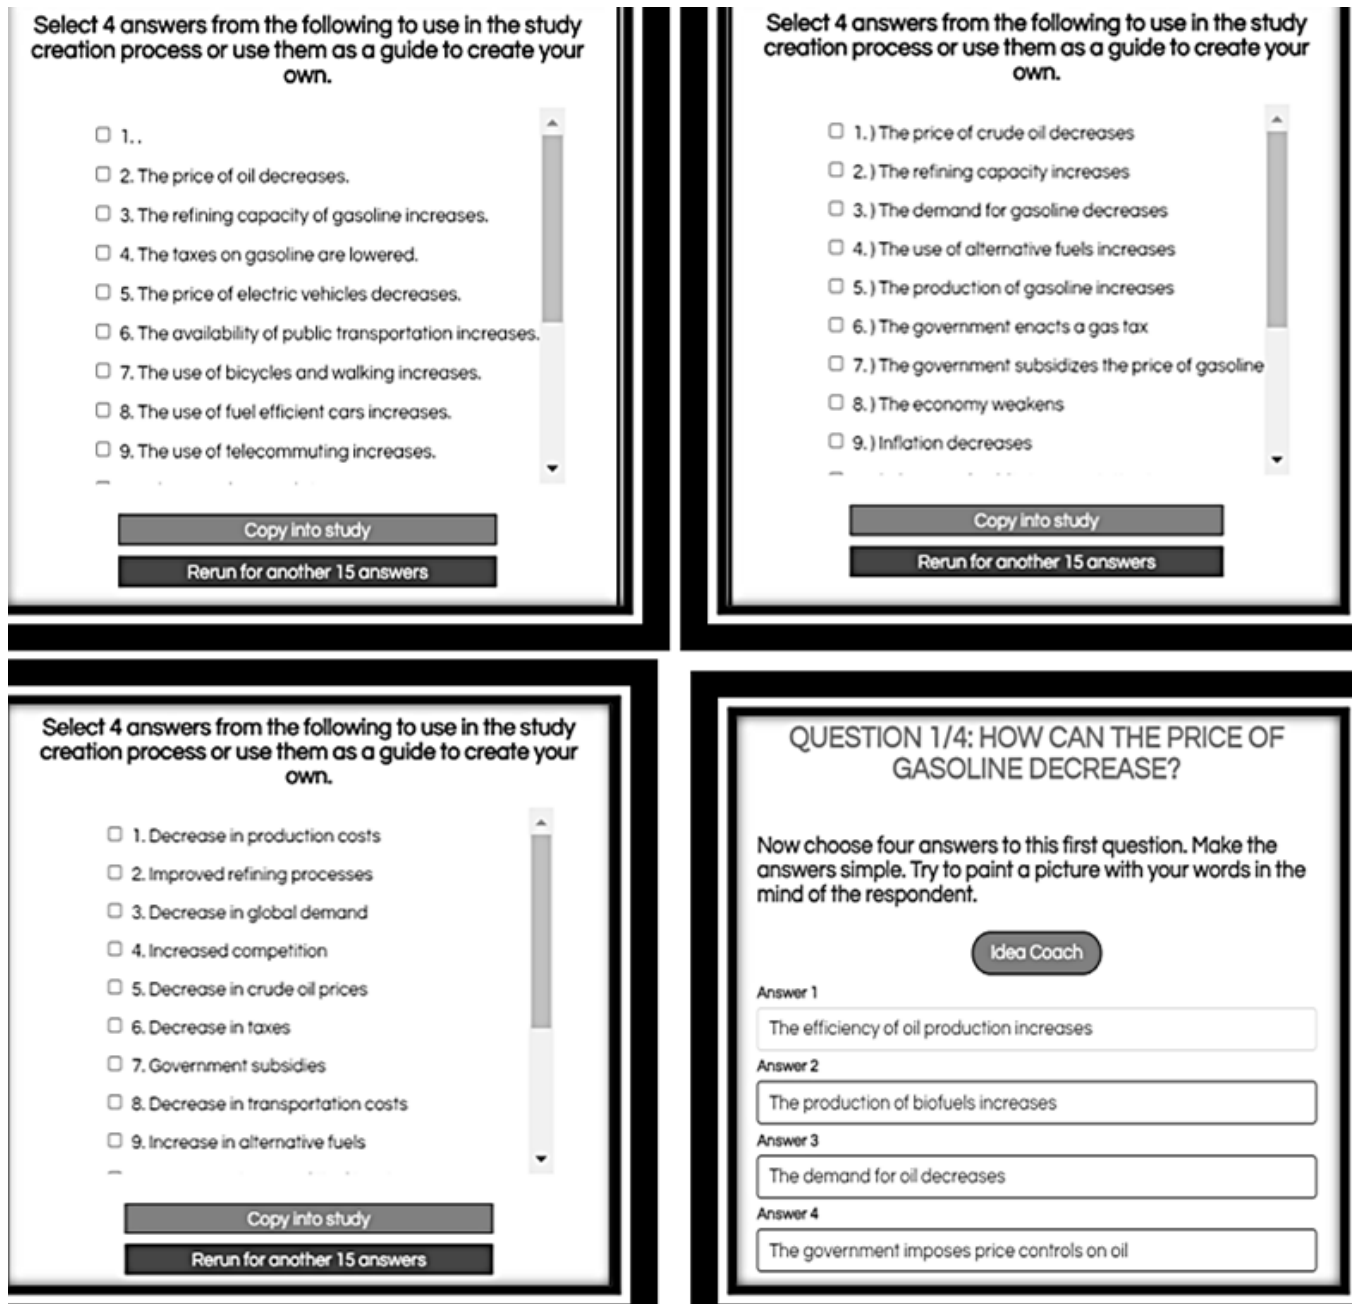 Select 4 answers from the following to use in the study
creation process or use them as a guide to create your
own.
1. .
2. The price of oil decreases.
3. The refining capacity of gasoline increases.
4. The taxes on gasoline are lowered.
5. The price of electric vehicles decreases.
6. The availability of public transportation increases.
7. The use of bicycles and walking increases.
8. The use of fuel efficient cars increases.
9. The use of telecommuting increases.
Copy into study
Rerun for another 15 answers
Select 4 answers from the following to use in the study
creation process or use them as a guide to create your
own.
1.) The price of crude oil decreases
2.) The refining capacity increases
3.) The demand for gasoline decreases
4.) The use of alternative fuels increases
5.) The production of gasoline increases
6.) The government enacts a gas tax
7.) The government subsidizes the price of gasoline
8.) The economy weakens
9.) Inflation decreases
Copy into study
Rerun for another 15 answers
Select 4 answers from the following to use in the study
creation process or use them as a guide to create your
own.
1. Decrease in production costs
2. Improved refining processes
3. Decrease in global demand
4. Increased competition
5. Decrease in crude oil prices
6. Decrease in taxes
7. Government subsidies
8. Decrease in transportation costs
9. Increase in alternative fuels
Copy into study
Rerun for another 15 answers
QUESTION 1/4: HOW CAN THE PRICE OF
GASOLINE DECREASE?
Now choose four answers to this first question. Make the
answers simple. Try to paint a picture with your words in the
mind of the respondent.
Idea Coach
Answer 1
The efficiency of oil production increases
Answer 2
The production of biofuels increases
Answer 3
The demand for oil decreases
Answer 4
The government imposes price controls on oil